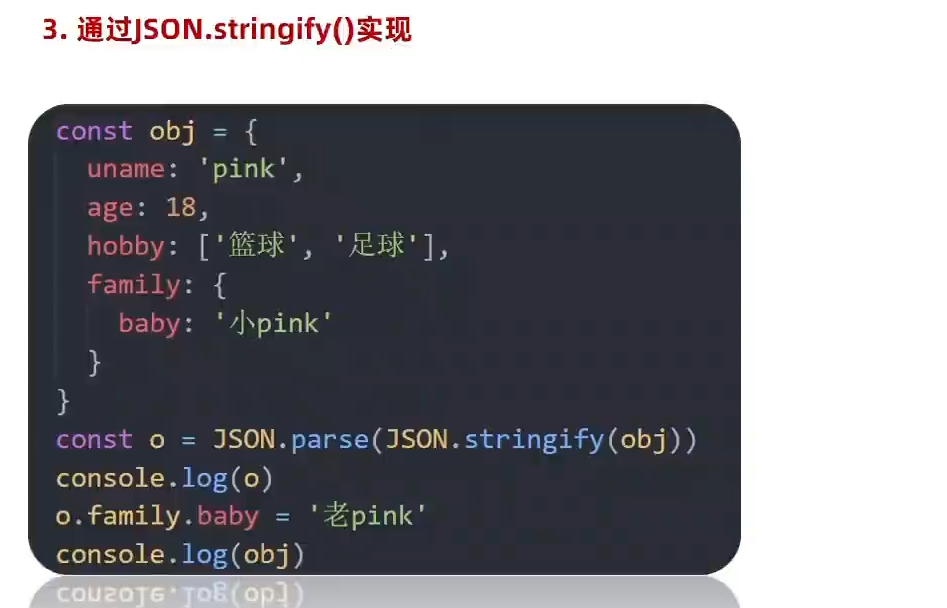 3. 通过JSON.stringify()实现
const obj = {
  uname: 'pink',
  age: 18,
  hobby: ['篮球', '足球'],
  family: {
    baby: '小pink'
  }
}
const o = JSON.parse(JSON.stringify(obj))
console.log(o)
o.family.baby = '老pink'
console.log(obj)